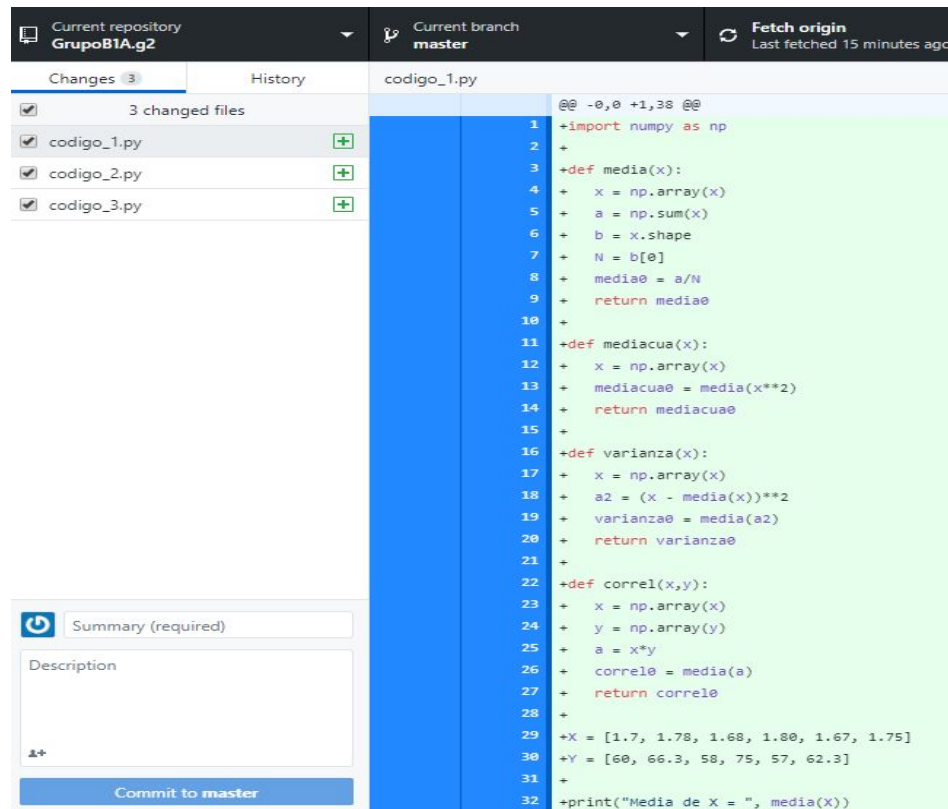 Current repository
GrupoB1A.g2
Current branch
master
Fetch origin
Last fetched 15 minutes ago
Changes 3
History
codigo_1.py
3 changed files
codigo_1.py
codigo_2.py
codigo_3.py
Summary (required)
Description
Commit to master
@@ -0,0 +1,38 @@
1 +import numpy as np
2 +
3 +def media(x):
4 +   x = np.array(x)
5 +   a = np.sum(x)
6 +   b = x.shape
7 +   N = b[0]
8 +   media0 = a/N
9 +   return media0
10 +
11 +def mediacua(x):
12 +   x = np.array(x)
13 +   mediacua0 = media(x**2)
14 +   return mediacua0
15 +
16 +def varianza(x):
17 +   x = np.array(x)
18 +   a2 = (x - media(x))**2
19 +   varianza0 = media(a2)
20 +   return varianza0
21 +
22 +def correl(x,y):
23 +   x = np.array(x)
24 +   y = np.array(y)
25 +   a = x*y
26 +   correl0 = media(a)
27 +   return correl0
28 +
29 +X = [1.7, 1.78, 1.68, 1.80, 1.67, 1.75]
30 +Y = [60, 66.3, 58, 75, 57, 62.3]
31 +
32 +print("Media de X = ", media(X))